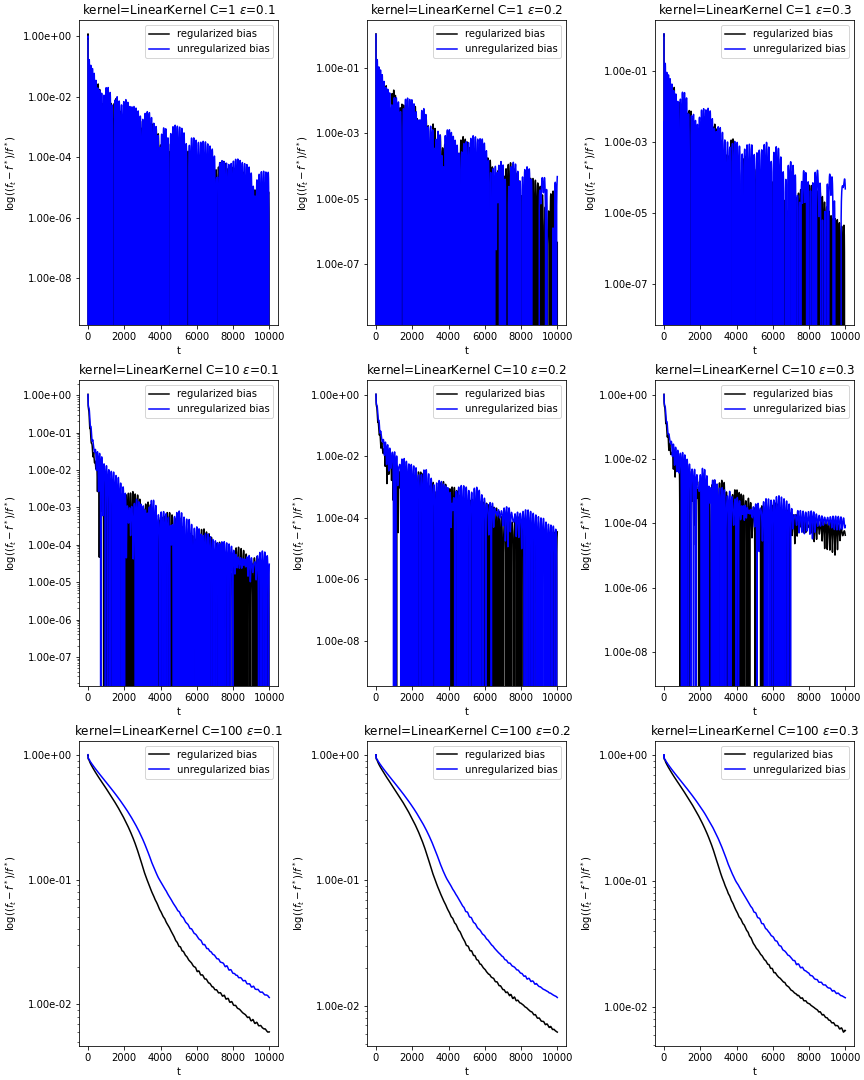 kernel=LinearKernel C=1 ε=0.1
regularized bias
unregularized bias
1.00e+00
1.00e-02
1.00e-04
1.00e-06
1.00e-08
log((f_t − f*)/f*)
0 2000 4000 6000 8000 10000
t
kernel=LinearKernel C=1 ε=0.2
regularized bias
unregularized bias
1.00e-01
1.00e-03
1.00e-05
1.00e-07
log((f_t − f*)/f*)
0 2000 4000 6000 8000 10000
t
kernel=LinearKernel C=1 ε=0.3
regularized bias
unregularized bias
1.00e-01
1.00e-03
1.00e-05
1.00e-07
log((f_t − f*)/f*)
0 2000 4000 6000 8000 10000
t
kernel=LinearKernel C=10 ε=0.1
regularized bias
unregularized bias
1.00e+00
1.00e-01
1.00e-02
1.00e-03
1.00e-04
1.00e-05
1.00e-06
1.00e-07
log((f_t − f*)/f*)
0 2000 4000 6000 8000 10000
t
kernel=LinearKernel C=10 ε=0.2
regularized bias
unregularized bias
1.00e+00
1.00e-02
1.00e-04
1.00e-06
1.00e-08
log((f_t − f*)/f*)
0 2000 4000 6000 8000 10000
t
kernel=LinearKernel C=10 ε=0.3
regularized bias
unregularized bias
1.00e+00
1.00e-02
1.00e-04
1.00e-06
1.00e-08
log((f_t − f*)/f*)
0 2000 4000 6000 8000 10000
t
kernel=LinearKernel C=100 ε=0.1
regularized bias
unregularized bias
1.00e+00
1.00e-01
1.00e-02
log((f_t − f*)/f*)
0 2000 4000 6000 8000 10000
t
kernel=LinearKernel C=100 ε=0.2
regularized bias
unregularized bias
1.00e+00
1.00e-01
1.00e-02
log((f_t − f*)/f*)
0 2000 4000 6000 8000 10000
t
kernel=LinearKernel C=100 ε=0.3
regularized bias
unregularized bias
1.00e+00
1.00e-01
1.00e-02
log((f_t − f*)/f*)
0 2000 4000 6000 8000 10000
t